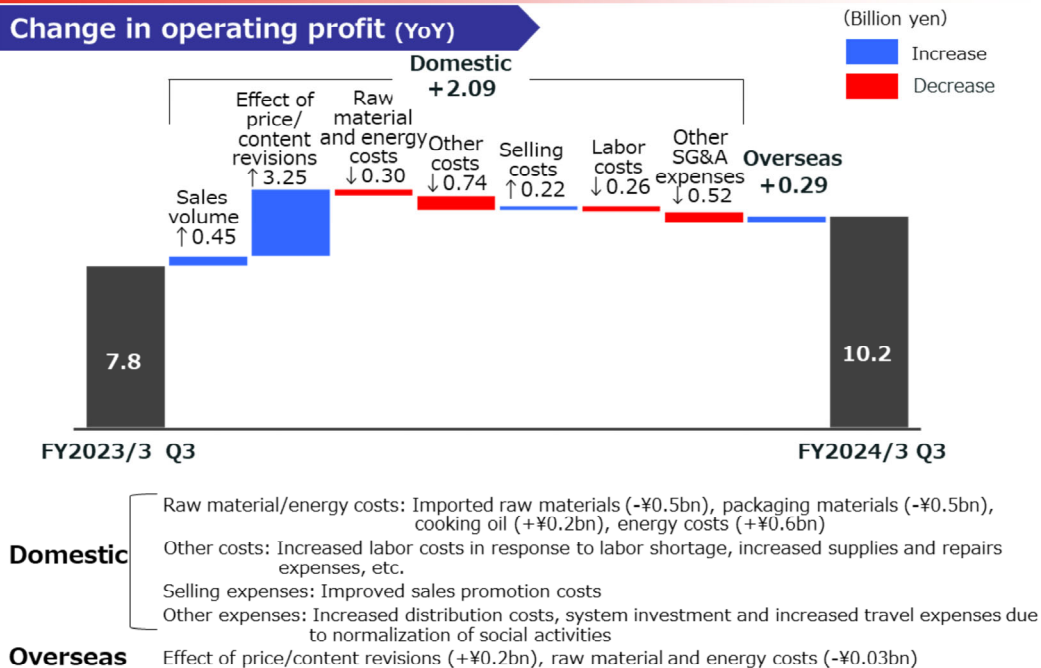 Change in operating profit (YoY)
(Billion yen)
Increase
Decrease
Domestic
+2.09
Effect of
price/
content
revisions
↑3.25
Raw
material
and energy
costs
↓0.30
Other
costs
↓0.74
Selling
costs
↑0.22
Labor
costs
↓0.26
Other
SG&A
expenses
↓0.52
Overseas
+0.29
Sales
volume
↑0.45
7.8
10.2
FY2023/3 Q3
FY2024/3 Q3
Domestic
Raw material/energy costs: Imported raw materials (-¥0.5bn), packaging materials (-¥0.5bn),
cooking oil (+¥0.2bn), energy costs (+¥0.6bn)
Other costs: Increased labor costs in response to labor shortage, increased supplies and repairs
expenses, etc.
Selling expenses: Improved sales promotion costs
Other expenses: Increased distribution costs, system investment and increased travel expenses due
to normalization of social activities
Overseas
Effect of price/content revisions (+¥0.2bn), raw material and energy costs (-¥0.03bn)